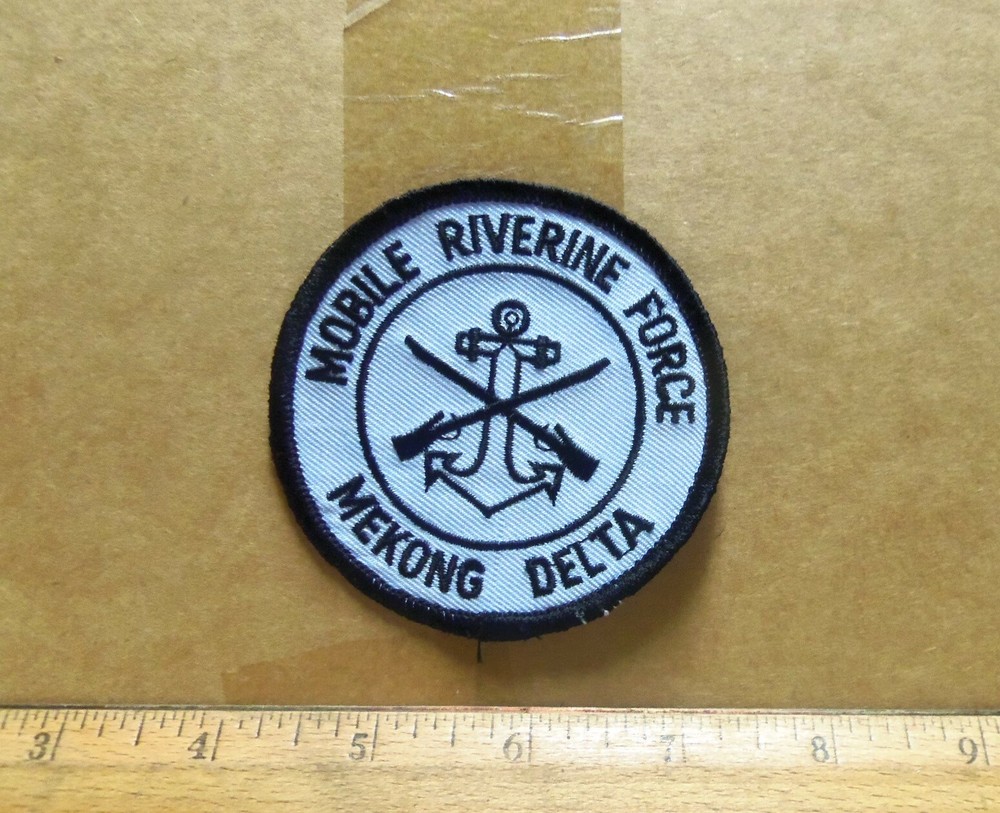 MOBILE RIVERINE FORCE
MEKONG DELTA
3 4 5 6 7 8 9